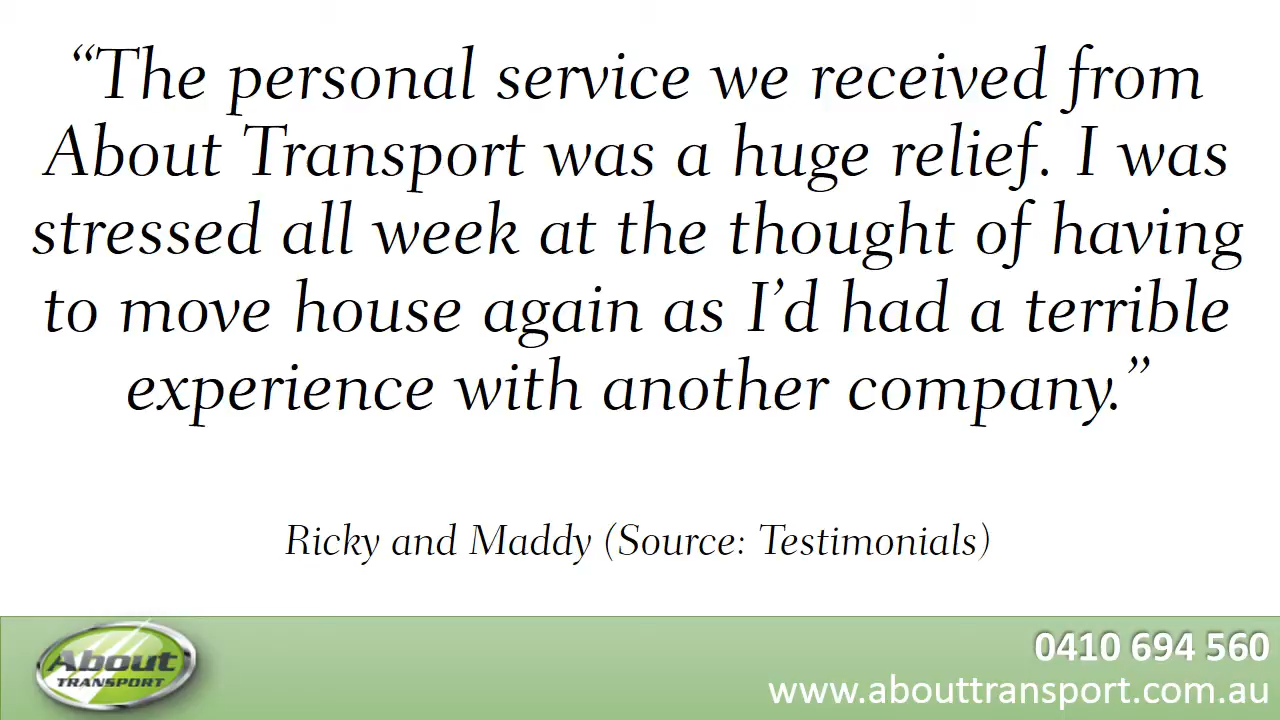 “The personal service we received from
About Transport was a huge relief. I was
stressed all week at the thought of having
to move house again as I’d had a terrible
experience with another company.”
Ricky and Maddy (Source: Testimonials)
About
TRANSPORT
0410 694 560
www.abouttransport.com.au